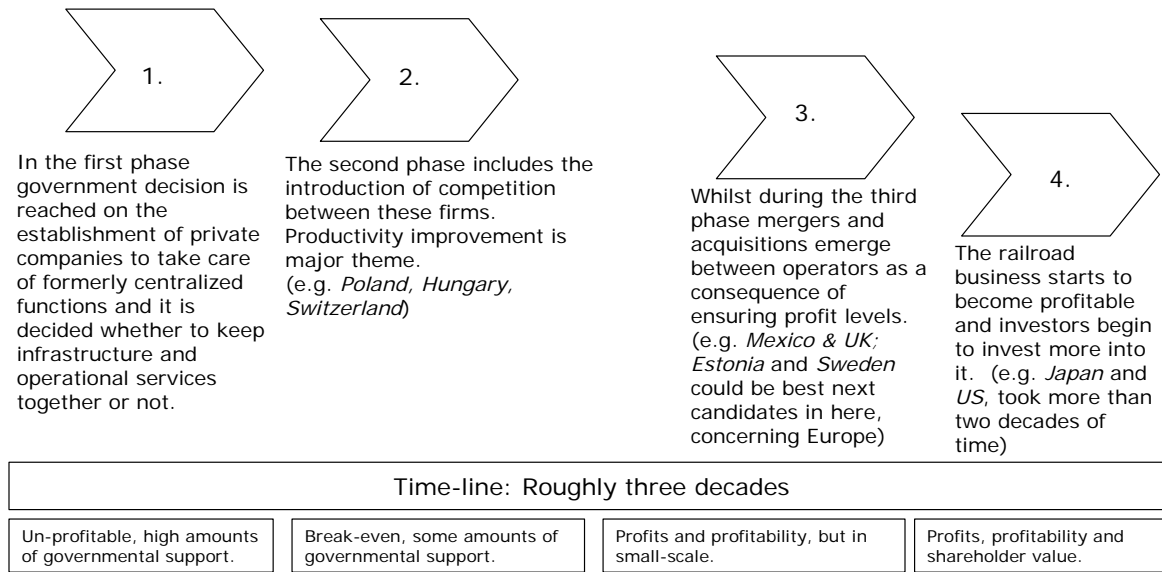 1.
In the first phase
government decision is
reached on the
establishment of private
companies to take care
of formerly centralized
functions and it is
decided whether to keep
infrastructure and
operational services
together or not.
2.
The second phase includes the
introduction of competition
between these firms.
Productivity improvement is
major theme.
(e.g. Poland, Hungary,
Switzerland)
3.
Whilst during the third
phase mergers and
acquisitions emerge
between operators as a
consequence of
ensuring profit levels.
(e.g. Mexico & UK;
Estonia and Sweden
could be best next
candidates in here,
concerning Europe)
4.
The railroad
business starts to
become profitable
and investors begin
to invest more into
it. (e.g. Japan and
US, took more than
two decades of
time)
Time-line: Roughly three decades
Un-profitable, high amounts
of governmental support.
Break-even, some amounts of
governmental support.
Profits and profitability, but in
small-scale.
Profits, profitability and
shareholder value.